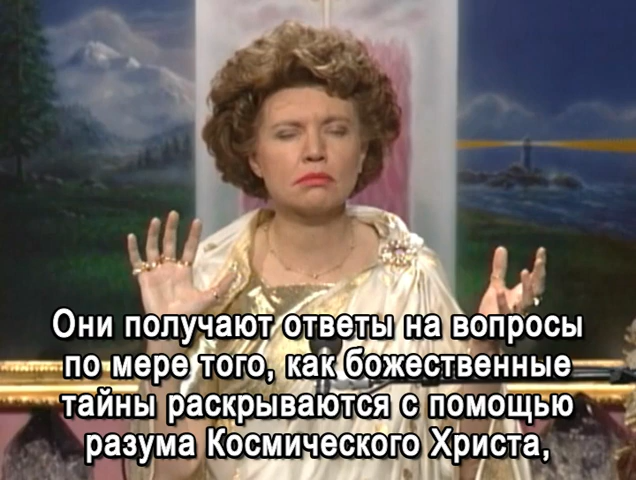 Они получают ответы на вопросы
по мере того, как божественные
тайны раскрываются с помощью
разума Космического Христа,